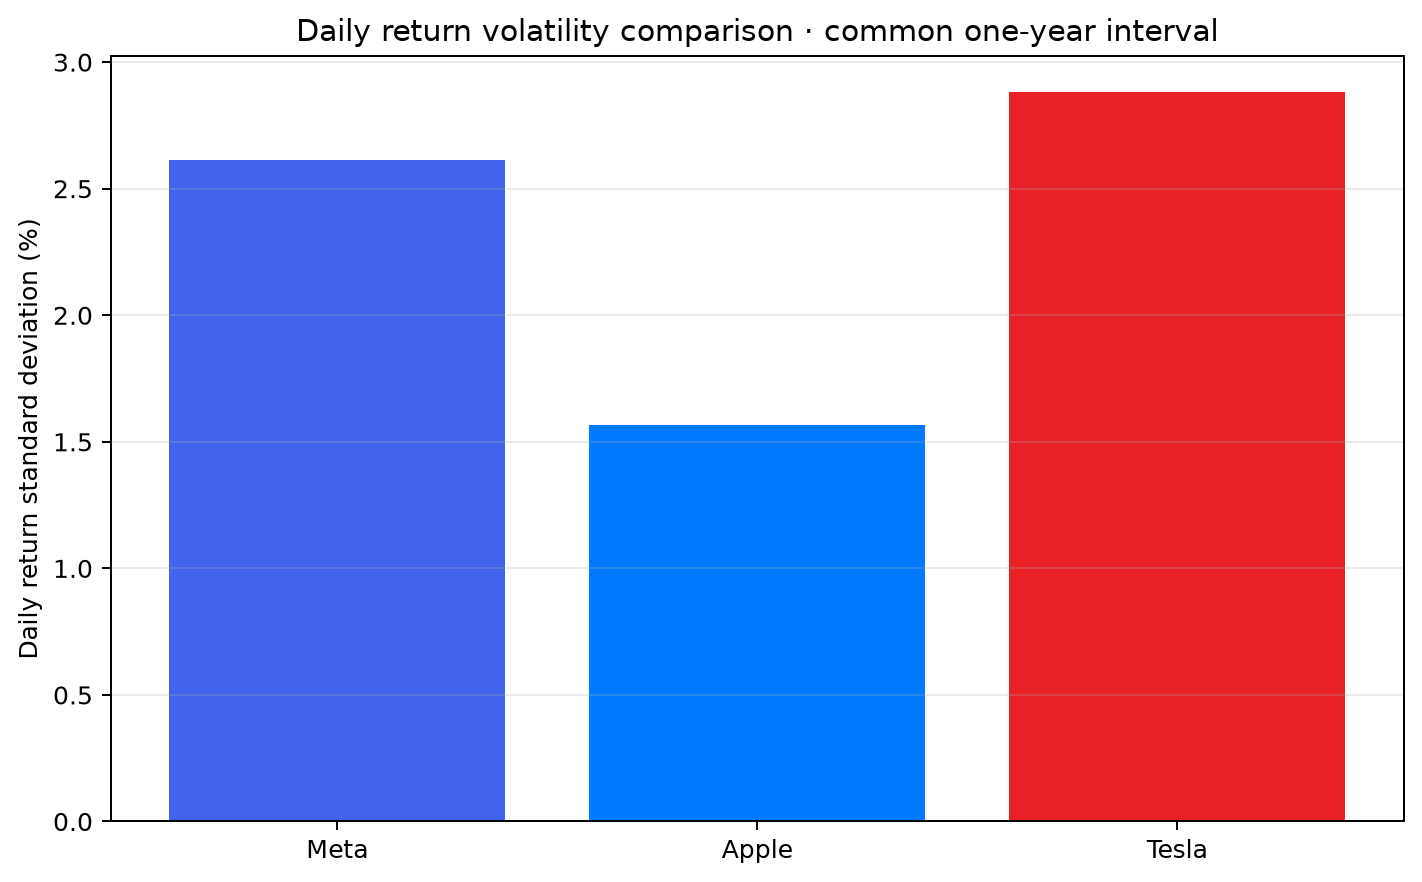 Daily return volatility comparison · common one-year interval
Daily return standard deviation (%)
3.0
2.5
2.0
1.5
1.0
0.5
0.0
Meta Apple Tesla